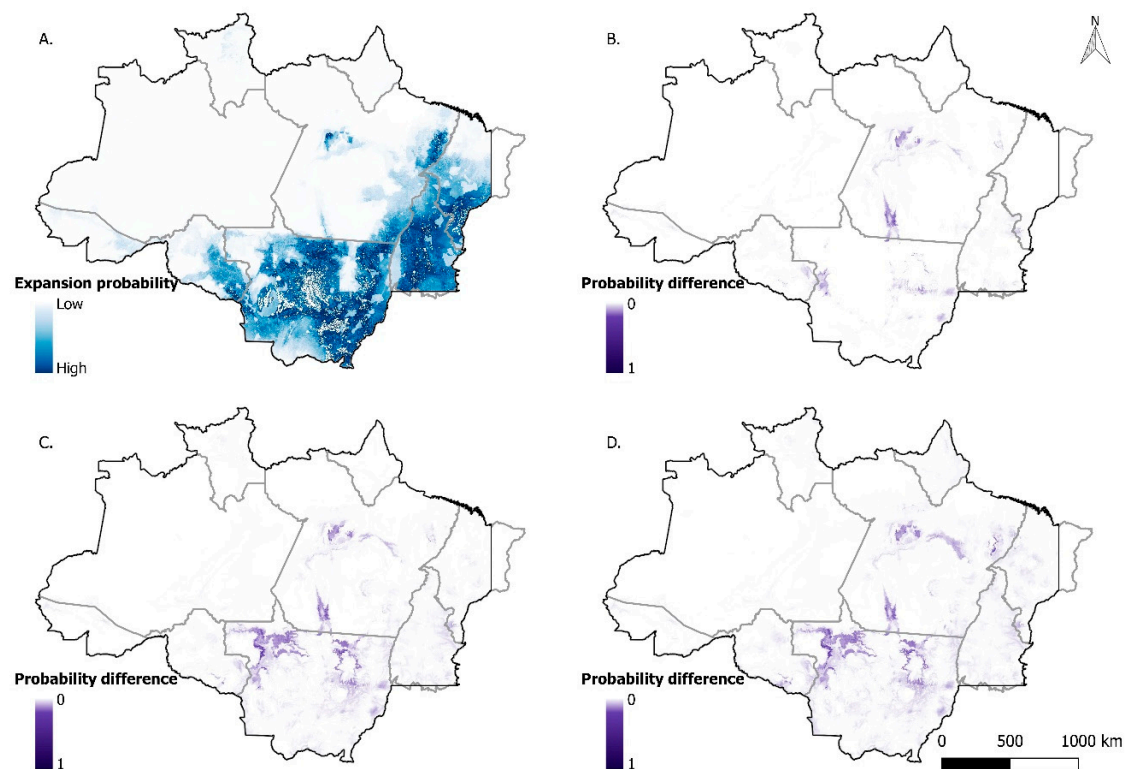 A.
B.
N
Expansion probability
Low
High
Probability difference
0
1
C.
D.
Probability difference
0
1
Probability difference
0
1
0 500 1000 km